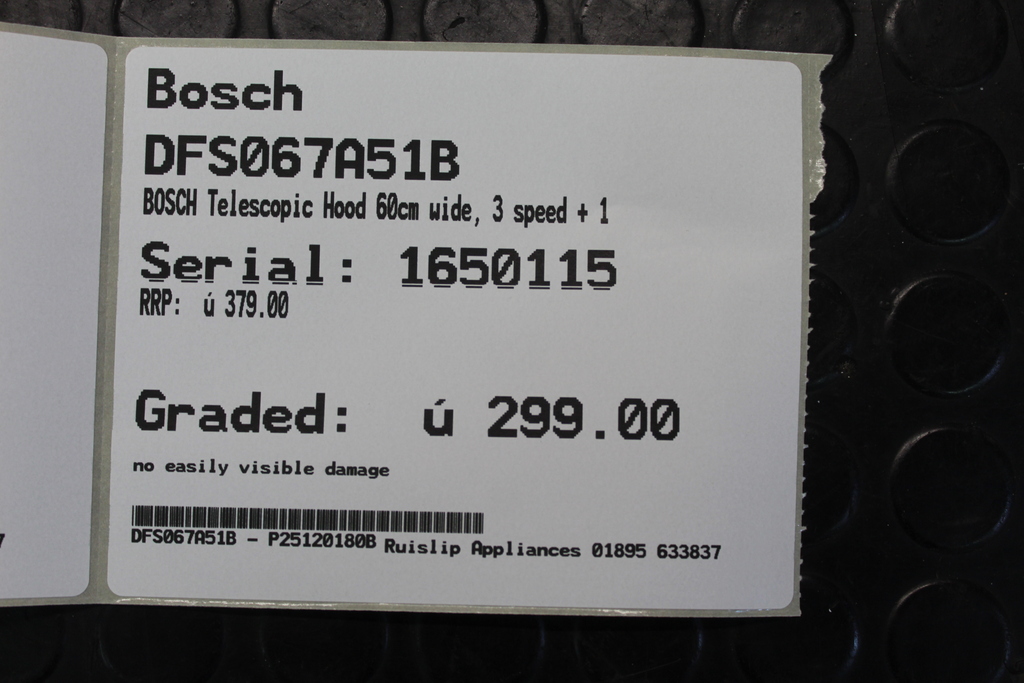 Bosch
DFS067A51B
BOSCH Telescopic Hood 60cm wide, 3 speed + 1
Serial: 1650115
RRP: ú 379.00
Graded: ú 299.00
no easily visible damage
DFS067A51B - P25120180B Ruislip Appliances 01895 633837